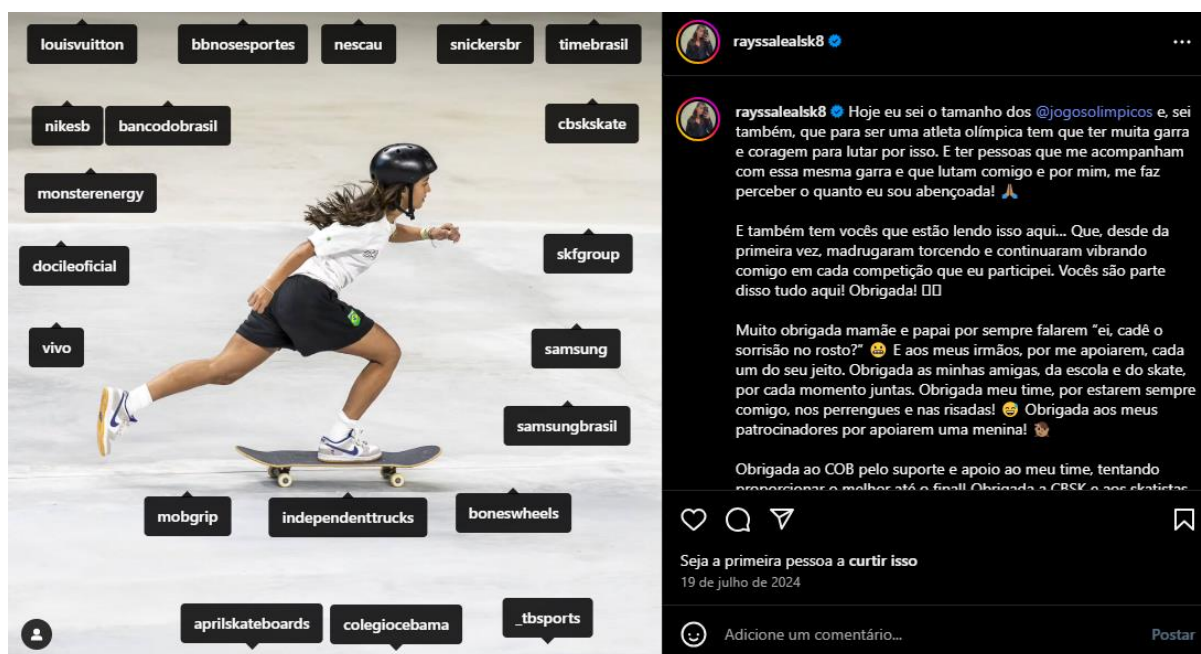 louisvuitton
bbnosesportes
nescau
snickersbr
timebrasil
nikesb
bancodobrasil
cbskskate
monsterenergy
docileoficial
skfgroup
vivo
samsung
samsungbrasil
mobgrip
independenttrucks
boneswheels
aprilskateboards
colegiocebama
_tbsports
rayssalealsk8
rayssalealsk8 Hoje eu sei o tamanho dos @jogosolimpicos e, sei
também, que para ser uma atleta olímpica tem que ter muita garra
e coragem para lutar por isso. E ter pessoas que me acompanham
com essa mesma garra e que lutam comigo e por mim, me faz
perceber o quanto eu sou abençoada! 🙏🏽
E também tem vocês que estão lendo isso aqui... Que, desde da
primeira vez, madrugaram torcendo e continuaram vibrando
comigo em cada competição que eu participei. Vocês são parte
disso tudo aqui! Obrigada!
Muito obrigada mamãe e papai por sempre falarem “ei, cadê o
sorrisão no rosto?” 😬 E aos meus irmãos, por me apoiarem, cada
um do seu jeito. Obrigada as minhas amigas, da escola e do skate,
por cada momento juntas. Obrigada meu time, por estarem sempre
comigo, nos perrengues e nas risadas! 😅 Obrigada aos meus
patrocinadores por apoiarem uma menina!
Obrigada ao COB pelo suporte e apoio ao meu time, tentando
proporcionar o melhor até o final! Obrigada a CBSK e aos skatistas
Seja a primeira pessoa a curtir isso
19 de julho de 2024
Adicione um comentário...
Postar